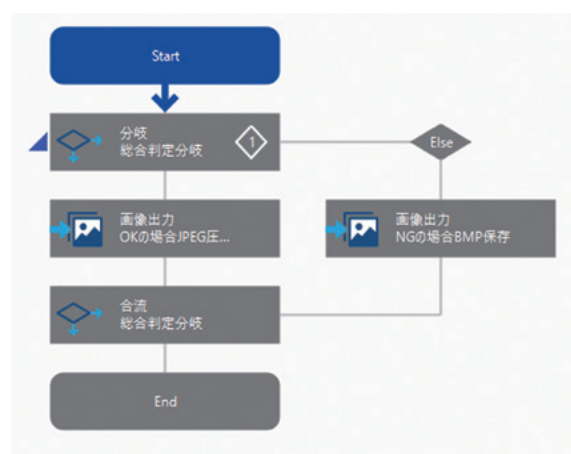 Start
分岐
総合判定分岐
1
Else
画像出力
OKの場合JPEG圧...
画像出力
NGの場合BMP保存
合流
総合判定分岐
End